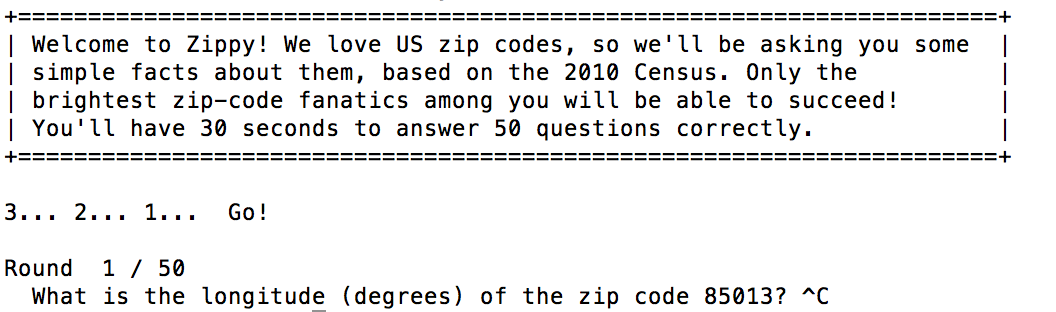 +======================================================================+
| Welcome to Zippy! We love US zip codes, so we'll be asking you some  |
| simple facts about them, based on the 2010 Census. Only the          |
| brightest zip-code fanatics among you will be able to succeed!       |
| You'll have 30 seconds to answer 50 questions correctly.             |
+======================================================================+
3... 2... 1...  Go!
Round  1 / 50
  What is the longitude (degrees) of the zip code 85013? ^C